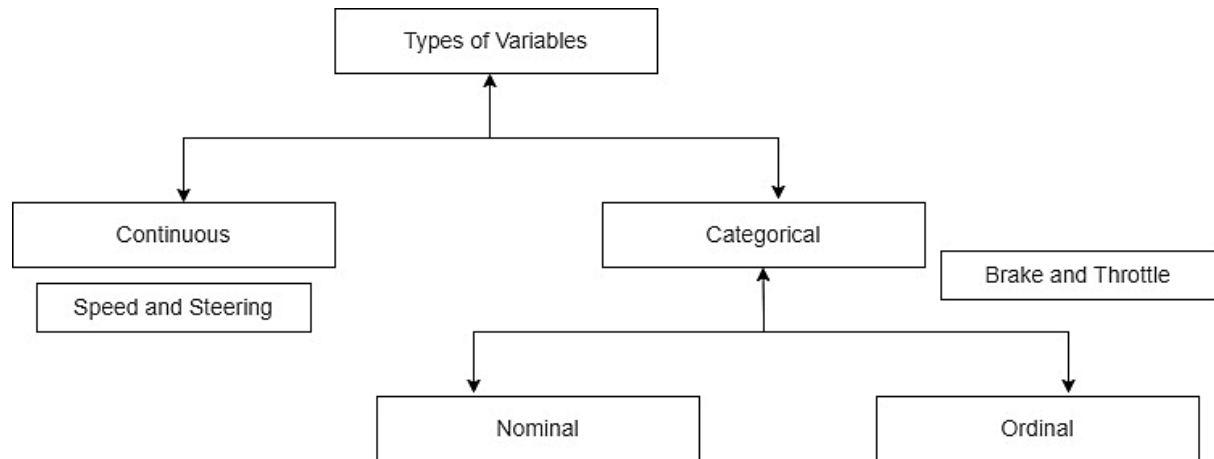 Types of Variables
Continuous
Categorical
Speed and Steering
Brake and Throttle
Nominal
Ordinal